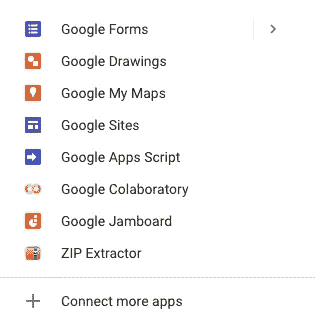 Google Forms
Google Drawings
Google My Maps
Google Sites
Google Apps Script
Google Colaboratory
Google Jamboard
ZIP Extractor
Connect more apps